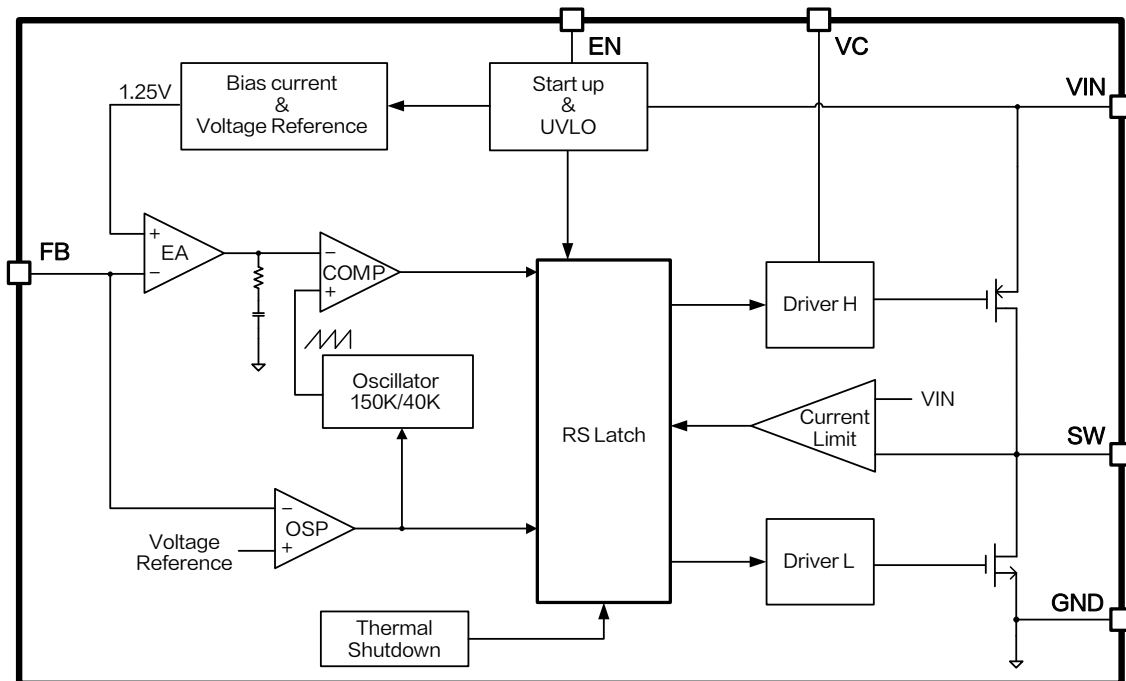 EN
VC
VIN
1.25V
Bias current
&
Voltage Reference
Start up
&
UVLO
FB
+
EA
−
−
COMP
+
Driver H
Oscillator
150K/40K
RS Latch
VIN
Current
Limit
SW
−
OSP
+
Voltage
Reference
Driver L
GND
Thermal
Shutdown